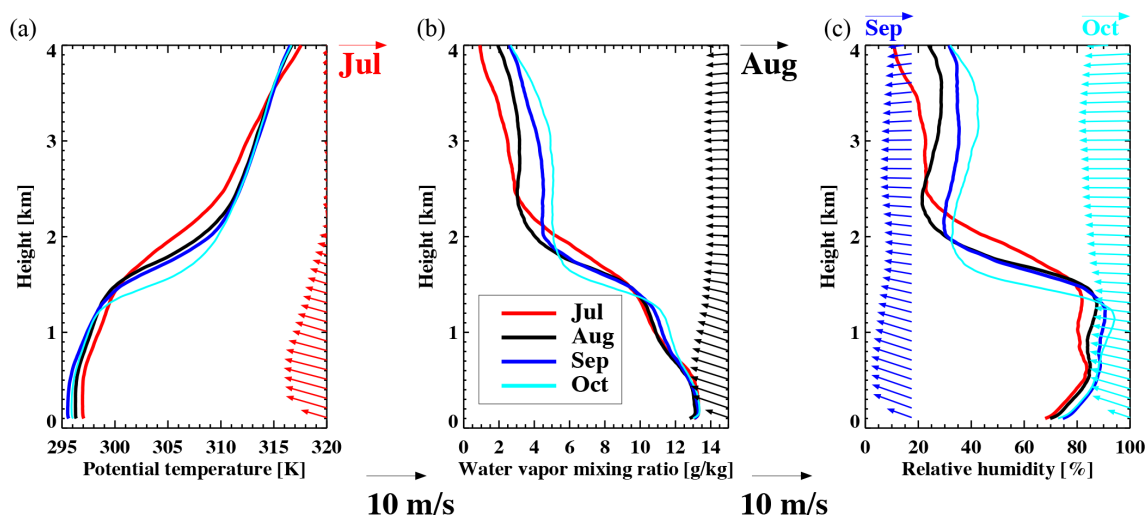 (a)
4
3
2
1
0
Height [km]
295 300 305 310 315 320
Potential temperature [K]
Jul
10 m/s
(b)
4
3
2
1
0
Height [km]
Jul
Aug
Sep
Oct
0 2 4 6 8 10 12 14
Water vapor mixing ratio [g/kg]
Aug
10 m/s
(c)
Sep
Oct
4
3
2
1
0
Height [km]
0 20 40 60 80 100
Relative humidity [%]